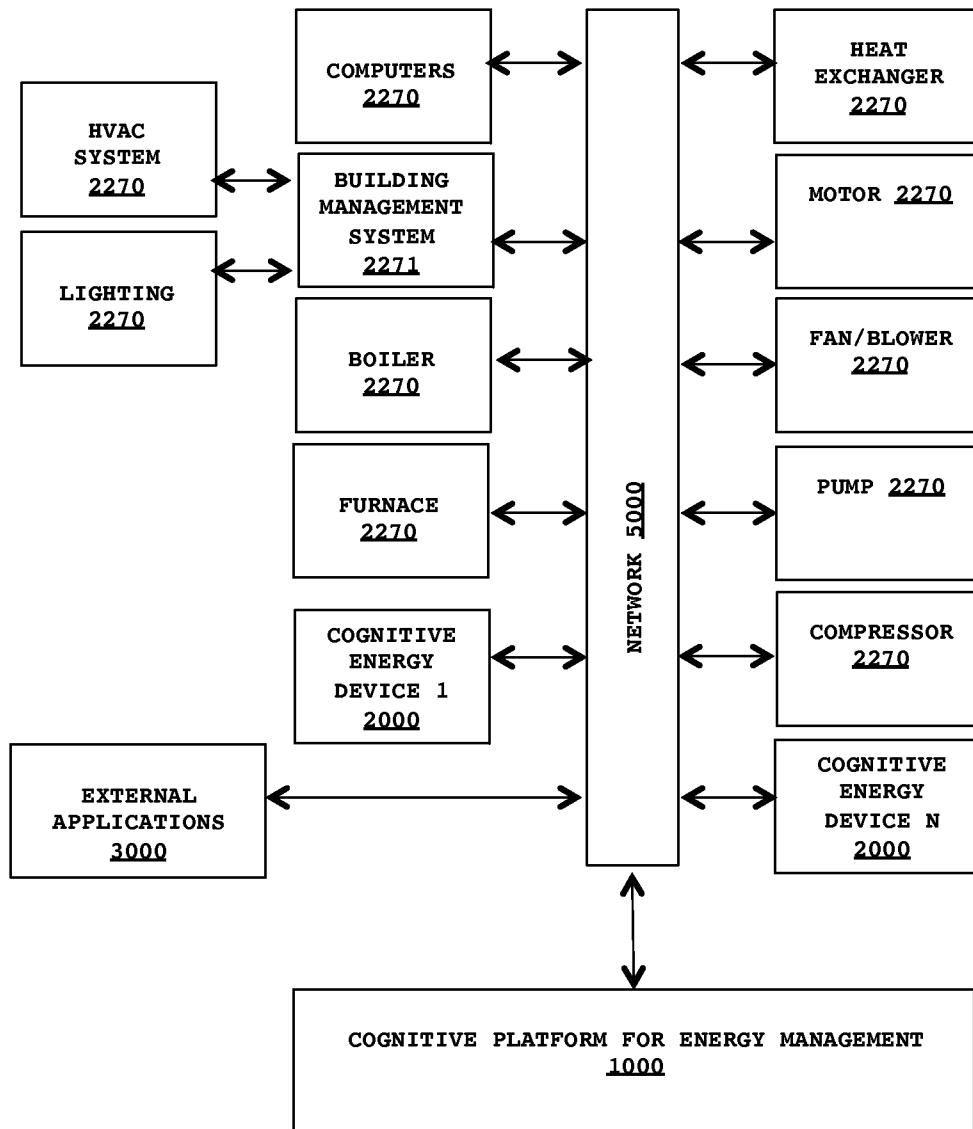 COMPUTERS
2270
HEAT
EXCHANGER
2270
HVAC
SYSTEM
2270
BUILDING
MANAGEMENT
SYSTEM
2271
MOTOR 2270
LIGHTING
2270
BOILER
2270
FAN/BLOWER
2270
FURNACE
2270
PUMP 2270
NETWORK 5000
COGNITIVE
ENERGY
DEVICE 1
2000
COMPRESSOR
2270
EXTERNAL
APPLICATIONS
3000
COGNITIVE
ENERGY
DEVICE N
2000
COGNITIVE PLATFORM FOR ENERGY MANAGEMENT
1000